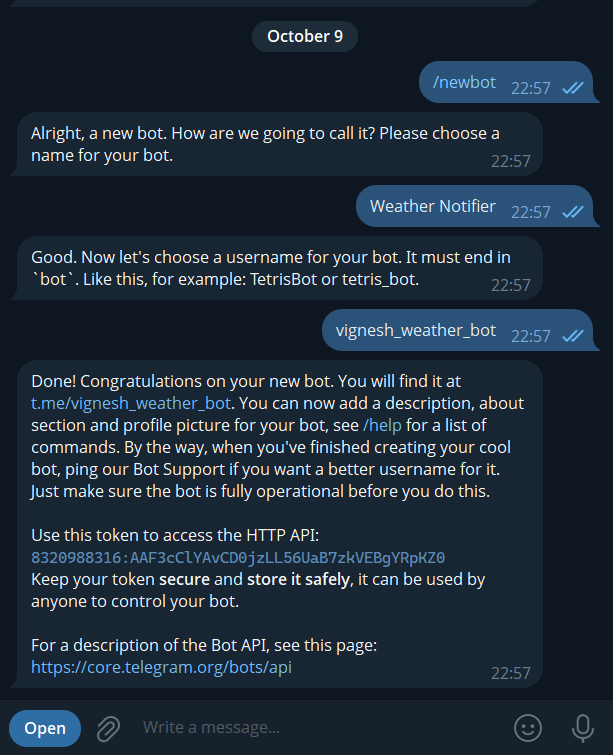 October 9
/newbot 22:57
Alright, a new bot. How are we going to call it? Please choose a
name for your bot.
22:57
Weather Notifier 22:57
Good. Now let's choose a username for your bot. It must end in
`bot`. Like this, for example: TetrisBot or tetris_bot.
22:57
vignesh_weather_bot 22:57
Done! Congratulations on your new bot. You will find it at
t.me/vignesh_weather_bot. You can now add a description, about
section and profile picture for your bot, see /help for a list of
commands. By the way, when you've finished creating your cool
bot, ping our Bot Support if you want a better username for it.
Just make sure the bot is fully operational before you do this.
Use this token to access the HTTP API:
8320988316:AAF3cClYAvCD0jzLL56UaB7zkVEBgYRpKZ0
Keep your token secure and store it safely, it can be used by
anyone to control your bot.
For a description of the Bot API, see this page:
https://core.telegram.org/bots/api
22:57
Open
Write a message...